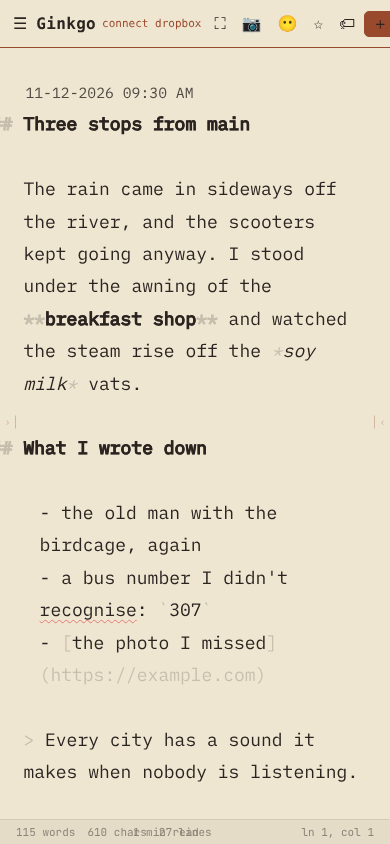 Ginkgo connect dropbox
11-12-2026 09:30 AM
# Three stops from main
The rain came in sideways off
the river, and the scooters
kept going anyway. I stood
under the awning of the
**breakfast shop** and watched
the steam rise off the *soy
milk* vats.
# What I wrote down
- the old man with the
birdcage, again
- a bus number I didn't
recognise: `307`
- [the photo I missed]
(https://example.com)
> Every city has a sound it
makes when nobody is listening.
115 words 610 chars ln 1, col 1